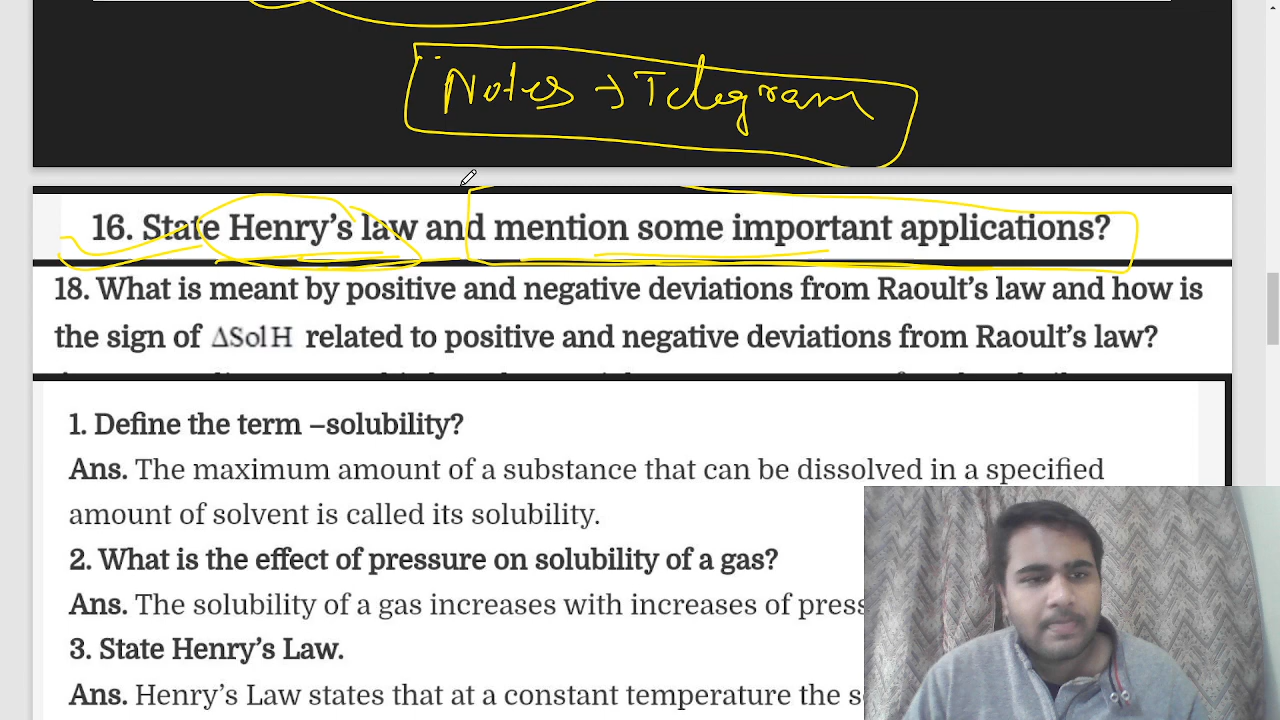 Notes → Telegram
16. State Henry's law and mention some important applications?
18. What is meant by positive and negative deviations from Raoult's law and how is
the sign of ΔSolH related to positive and negative deviations from Raoult's law?
1. Define the term –solubility?
Ans. The maximum amount of a substance that can be dissolved in a specified
amount of solvent is called its solubility.
2. What is the effect of pressure on solubility of a gas?
Ans. The solubility of a gas increases with increases of press
3. State Henry's Law.
Ans. Henry's Law states that at a constant temperature the s